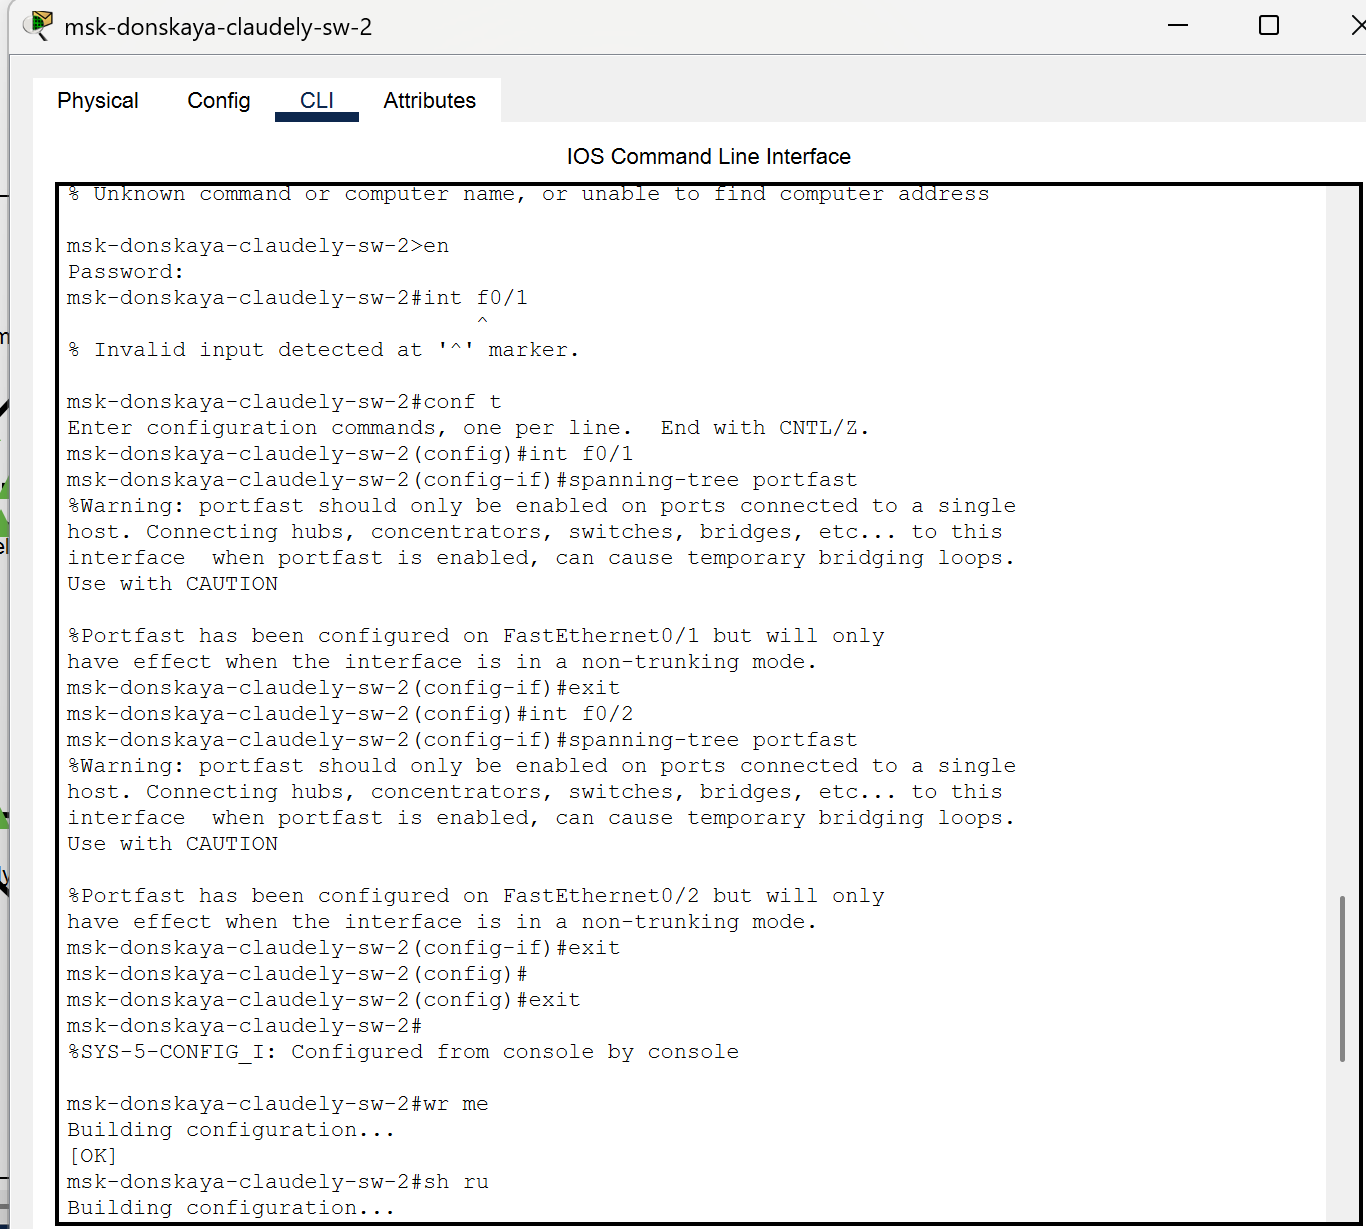 msk-donskaya-claudely-sw-2
Physical Config CLI Attributes
IOS Command Line Interface
% Unknown command or computer name, or unable to find computer address
msk-donskaya-claudely-sw-2>en
Password:
msk-donskaya-claudely-sw-2#int f0/1
^
% Invalid input detected at '^' marker.
msk-donskaya-claudely-sw-2#conf t
Enter configuration commands, one per line.  End with CNTL/Z.
msk-donskaya-claudely-sw-2(config)#int f0/1
msk-donskaya-claudely-sw-2(config-if)#spanning-tree portfast
%Warning: portfast should only be enabled on ports connected to a single
host. Connecting hubs, concentrators, switches, bridges, etc... to this
interface  when portfast is enabled, can cause temporary bridging loops.
Use with CAUTION
%Portfast has been configured on FastEthernet0/1 but will only
have effect when the interface is in a non-trunking mode.
msk-donskaya-claudely-sw-2(config-if)#exit
msk-donskaya-claudely-sw-2(config)#int f0/2
msk-donskaya-claudely-sw-2(config-if)#spanning-tree portfast
%Warning: portfast should only be enabled on ports connected to a single
host. Connecting hubs, concentrators, switches, bridges, etc... to this
interface  when portfast is enabled, can cause temporary bridging loops.
Use with CAUTION
%Portfast has been configured on FastEthernet0/2 but will only
have effect when the interface is in a non-trunking mode.
msk-donskaya-claudely-sw-2(config-if)#exit
msk-donskaya-claudely-sw-2(config)#
msk-donskaya-claudely-sw-2(config)#exit
msk-donskaya-claudely-sw-2#
%SYS-5-CONFIG_I: Configured from console by console
msk-donskaya-claudely-sw-2#wr me
Building configuration...
[OK]
msk-donskaya-claudely-sw-2#sh ru
Building configuration...